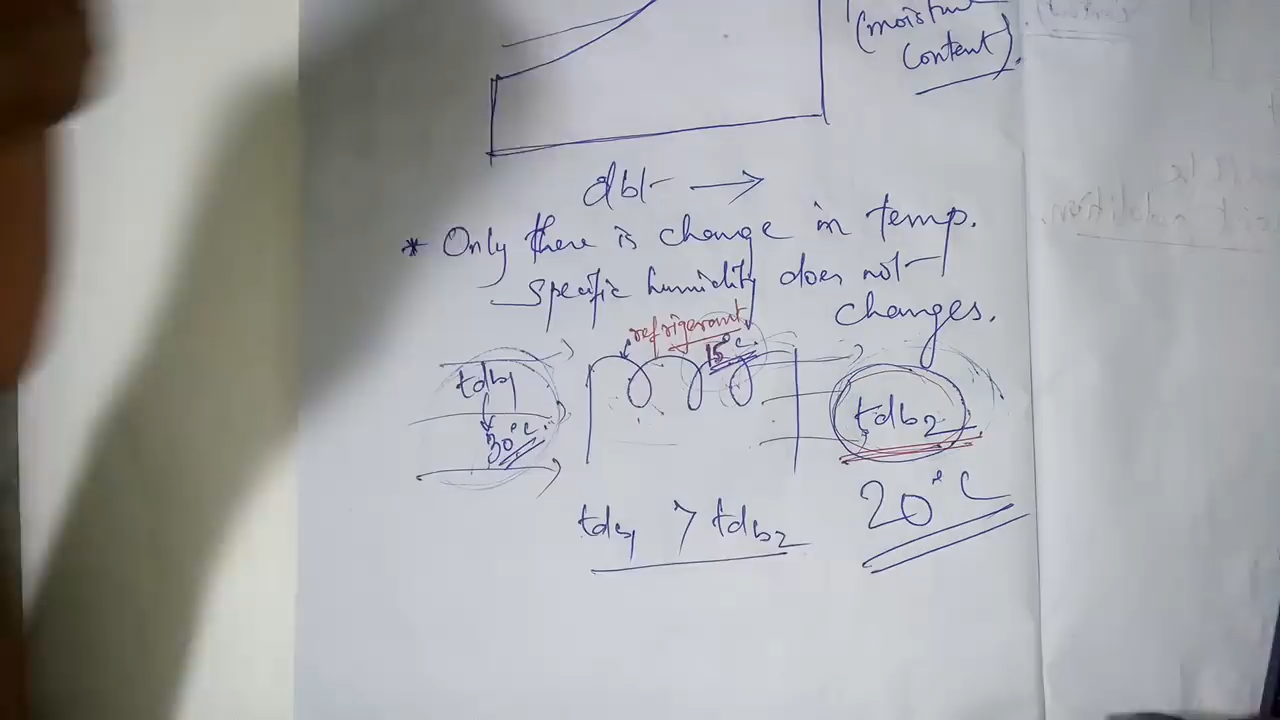 (moisture
content).
dbt →
* Only there is change in temp.
specific humidity does not
changes.
refrigerant
15°C
tdb1
30°C
tdb2
20°C
tdb1 > tdb2